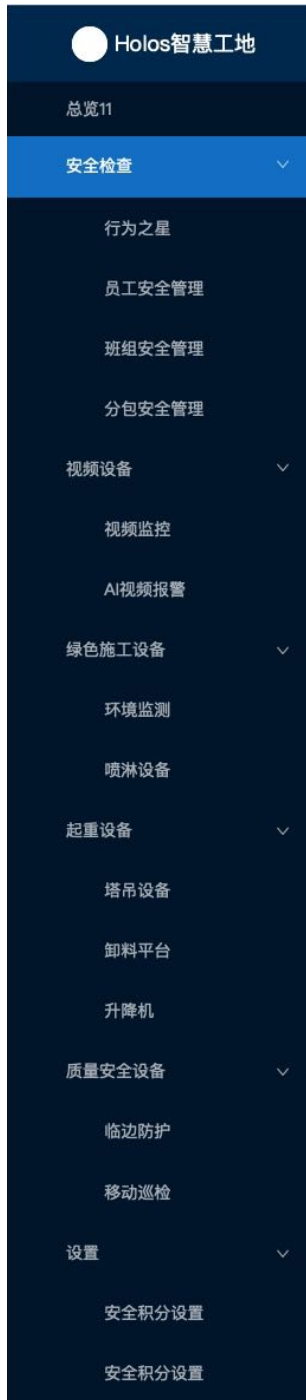 Holos智慧工地
总览11
安全检查
行为之星
员工安全管理
班组安全管理
分包安全管理
视频设备
视频监控
AI视频报警
绿色施工设备
环境监测
喷淋设备
起重设备
塔吊设备
卸料平台
升降机
质量安全设备
临边防护
移动巡检
设置
安全积分设置
安全积分设置